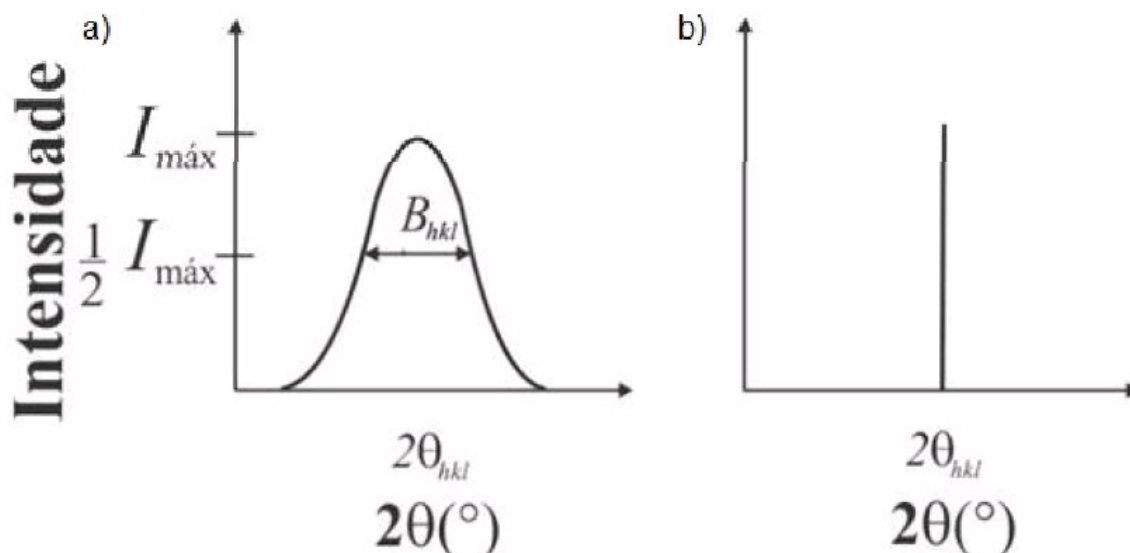 a)
Intensidade
I máx
1/2 I máx
B hkl
2θ hkl
2θ(°)
b)
2θ hkl
2θ(°)